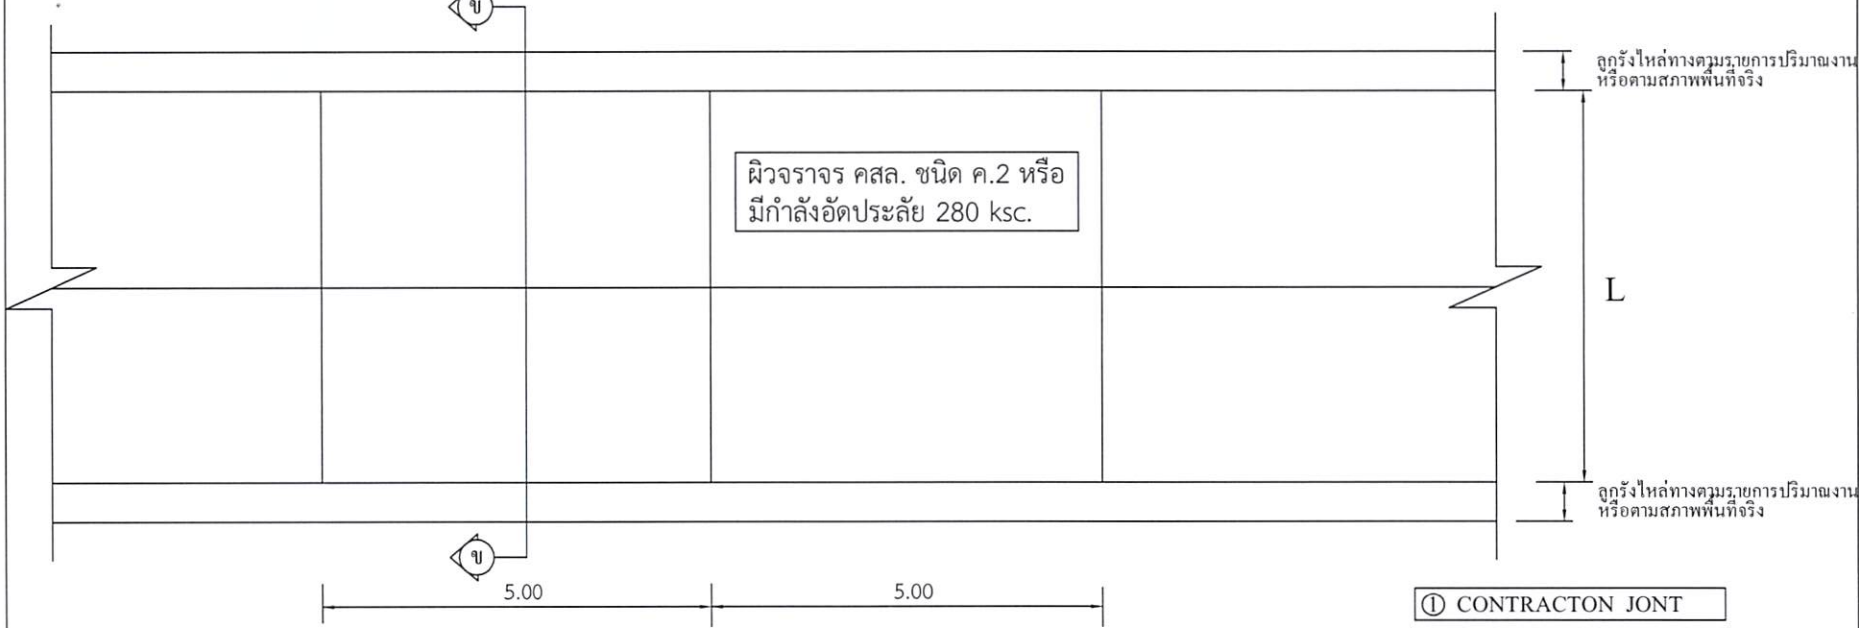 ข
ลูกรังไหล่ทางตามรายการปริมาณงาน
หรือตามสภาพพื้นที่จริง
ผิวจราจร คสล. ชนิด ค.2 หรือ
มีกำลังอัดประลัย 280 ksc.
L
ลูกรังไหล่ทางตามรายการปริมาณงาน
หรือตามสภาพพื้นที่จริง
ข
5.00 5.00
① CONTRACTON JONT